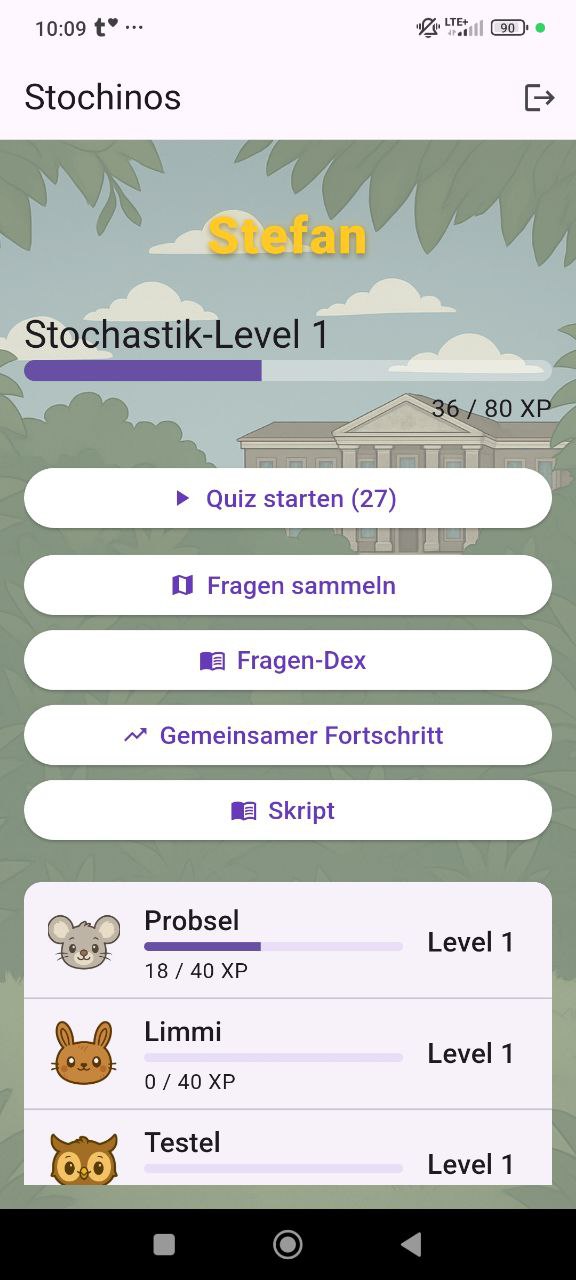 10:09 t♥ ···
LTE+ 90
Stochinos
Stefan
Stochastik-Level 1
36 / 80 XP
Quiz starten (27)
Fragen sammeln
Fragen-Dex
Gemeinsamer Fortschritt
Skript
Probsel
18 / 40 XP
Level 1
Limmi
0 / 40 XP
Level 1
Testel
Level 1